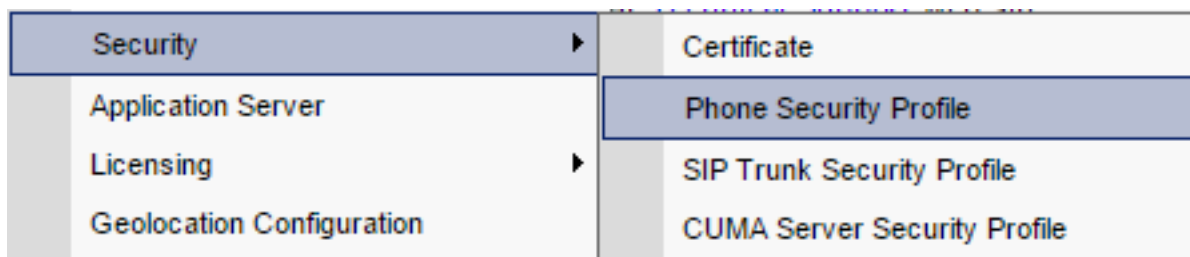 Security
Application Server
Licensing
Geolocation Configuration
Certificate
Phone Security Profile
SIP Trunk Security Profile
CUMA Server Security Profile